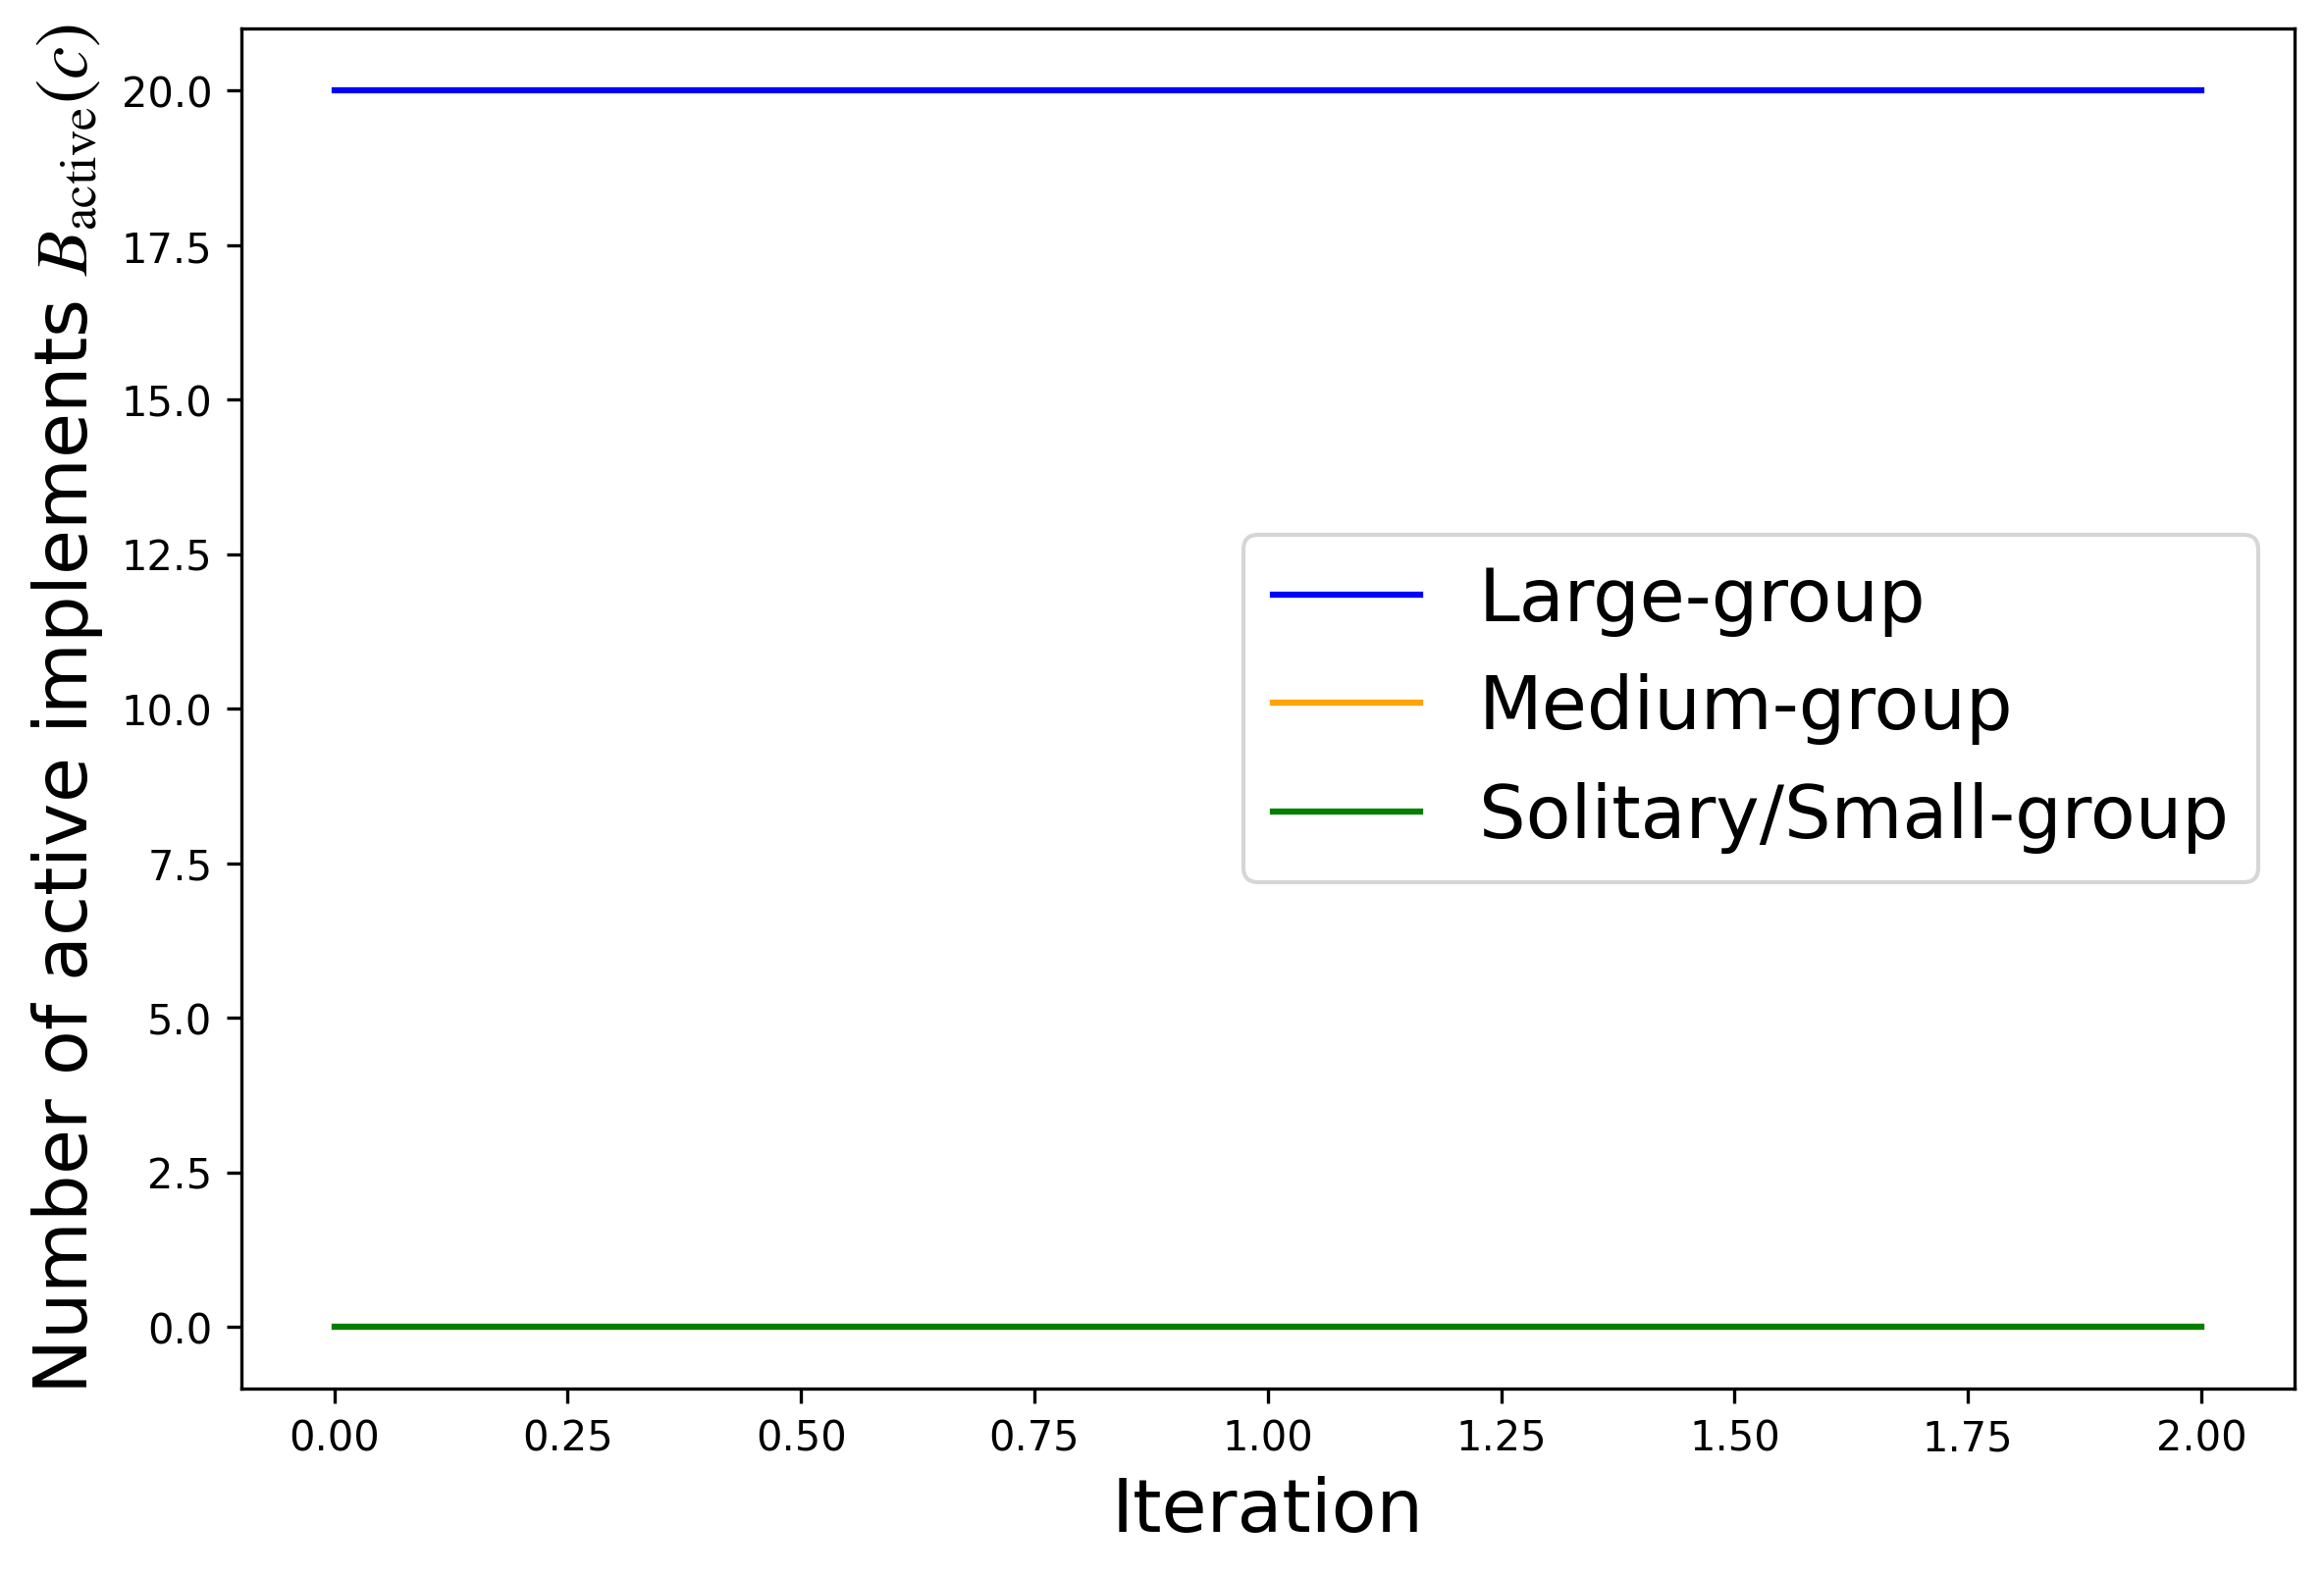 Number of active implements B_active(c)
20.0
17.5
15.0
12.5
10.0
7.5
5.0
2.5
0.0
Large-group
Medium-group
Solitary/Small-group
0.00 0.25 0.50 0.75 1.00 1.25 1.50 1.75 2.00
Iteration